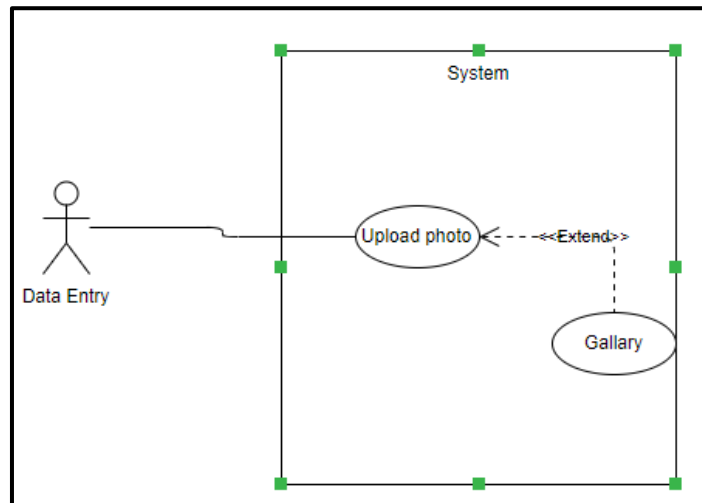 System
Upload photo
<<Extend>>
Data Entry
Gallary